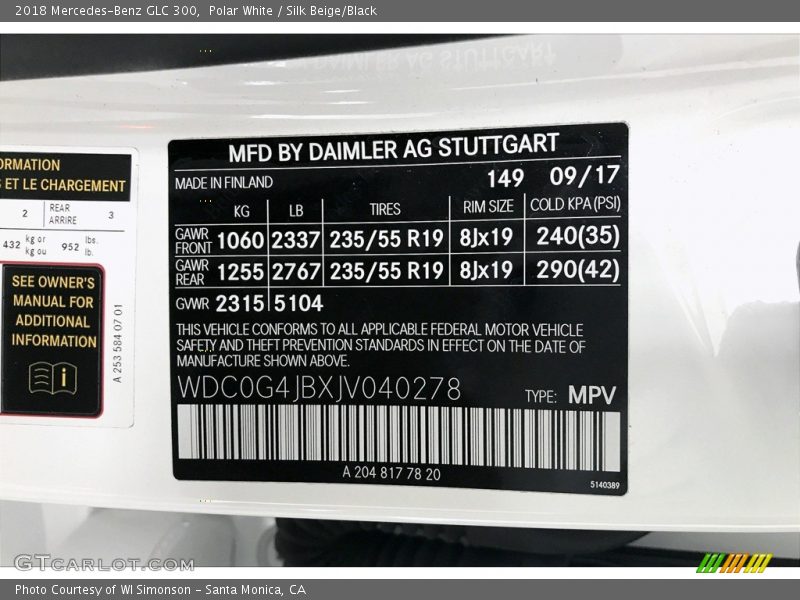 2018 Mercedes-Benz GLC 300,  Polar White / Silk Beige/Black
ORMATION
S ET LE CHARGEMENT
2 REAR ARRIERE 3
432 kg or kg ou 952 lbs. lb.
SEE OWNER'S
MANUAL FOR
ADDITIONAL
INFORMATION
i
A 253 584 07 01
MFD BY DAIMLER AG STUTTGART
MADE IN FINLAND 149 09/17
KG LB TIRES RIM SIZE COLD KPA (PSI)
GAWR FRONT 1060 2337 235/55 R19 8Jx19 240(35)
GAWR REAR 1255 2767 235/55 R19 8Jx19 290(42)
GVWR 2315 5104
THIS VEHICLE CONFORMS TO ALL APPLICABLE FEDERAL MOTOR VEHICLE
SAFETY AND THEFT PREVENTION STANDARDS IN EFFECT ON THE DATE OF
MANUFACTURE SHOWN ABOVE.
WDC0G4JBXJV040278 TYPE: MPV
A 204 817 78 20
5140389
GTCARLOT.COM
Photo Courtesy of WI Simonson - Santa Monica, CA